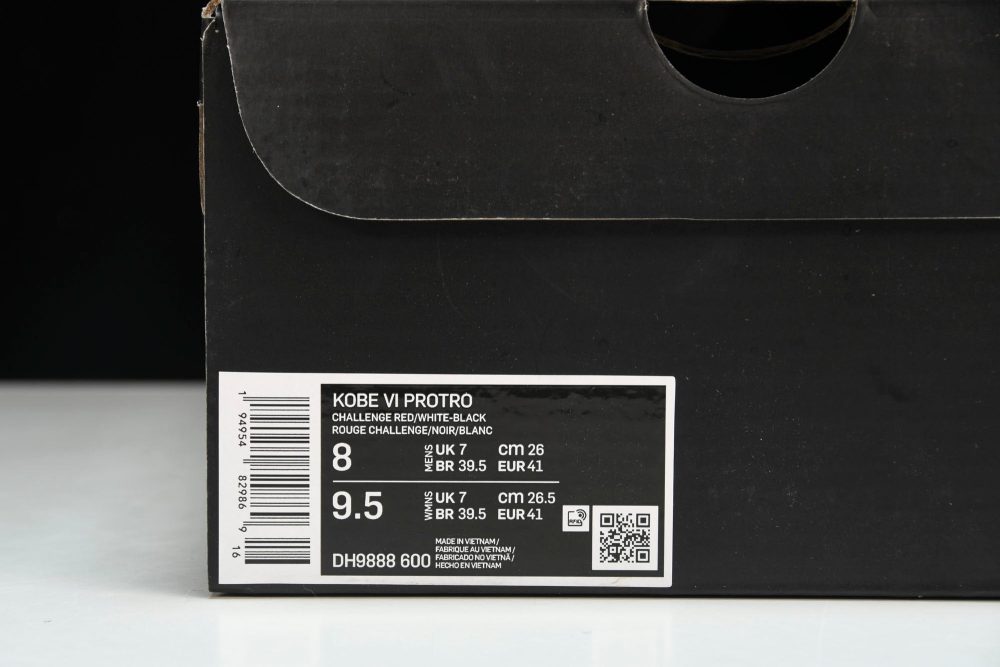 KOBE VI PROTRO
CHALLENGE RED/WHITE-BLACK
ROUGE CHALLENGE/NOIR/BLANC
8 MENS UK 7 cm 26
BR 39.5 EUR 41
9.5 WMNS UK 7 cm 26.5
BR 39.5 EUR 41
DH9888 600
MADE IN VIETNAM /
FABRIQUE AU VIETNAM /
FABRICADO NO VIETNÃ /
HECHO EN VIETNAM
RFID
1 94954 82986 9 16